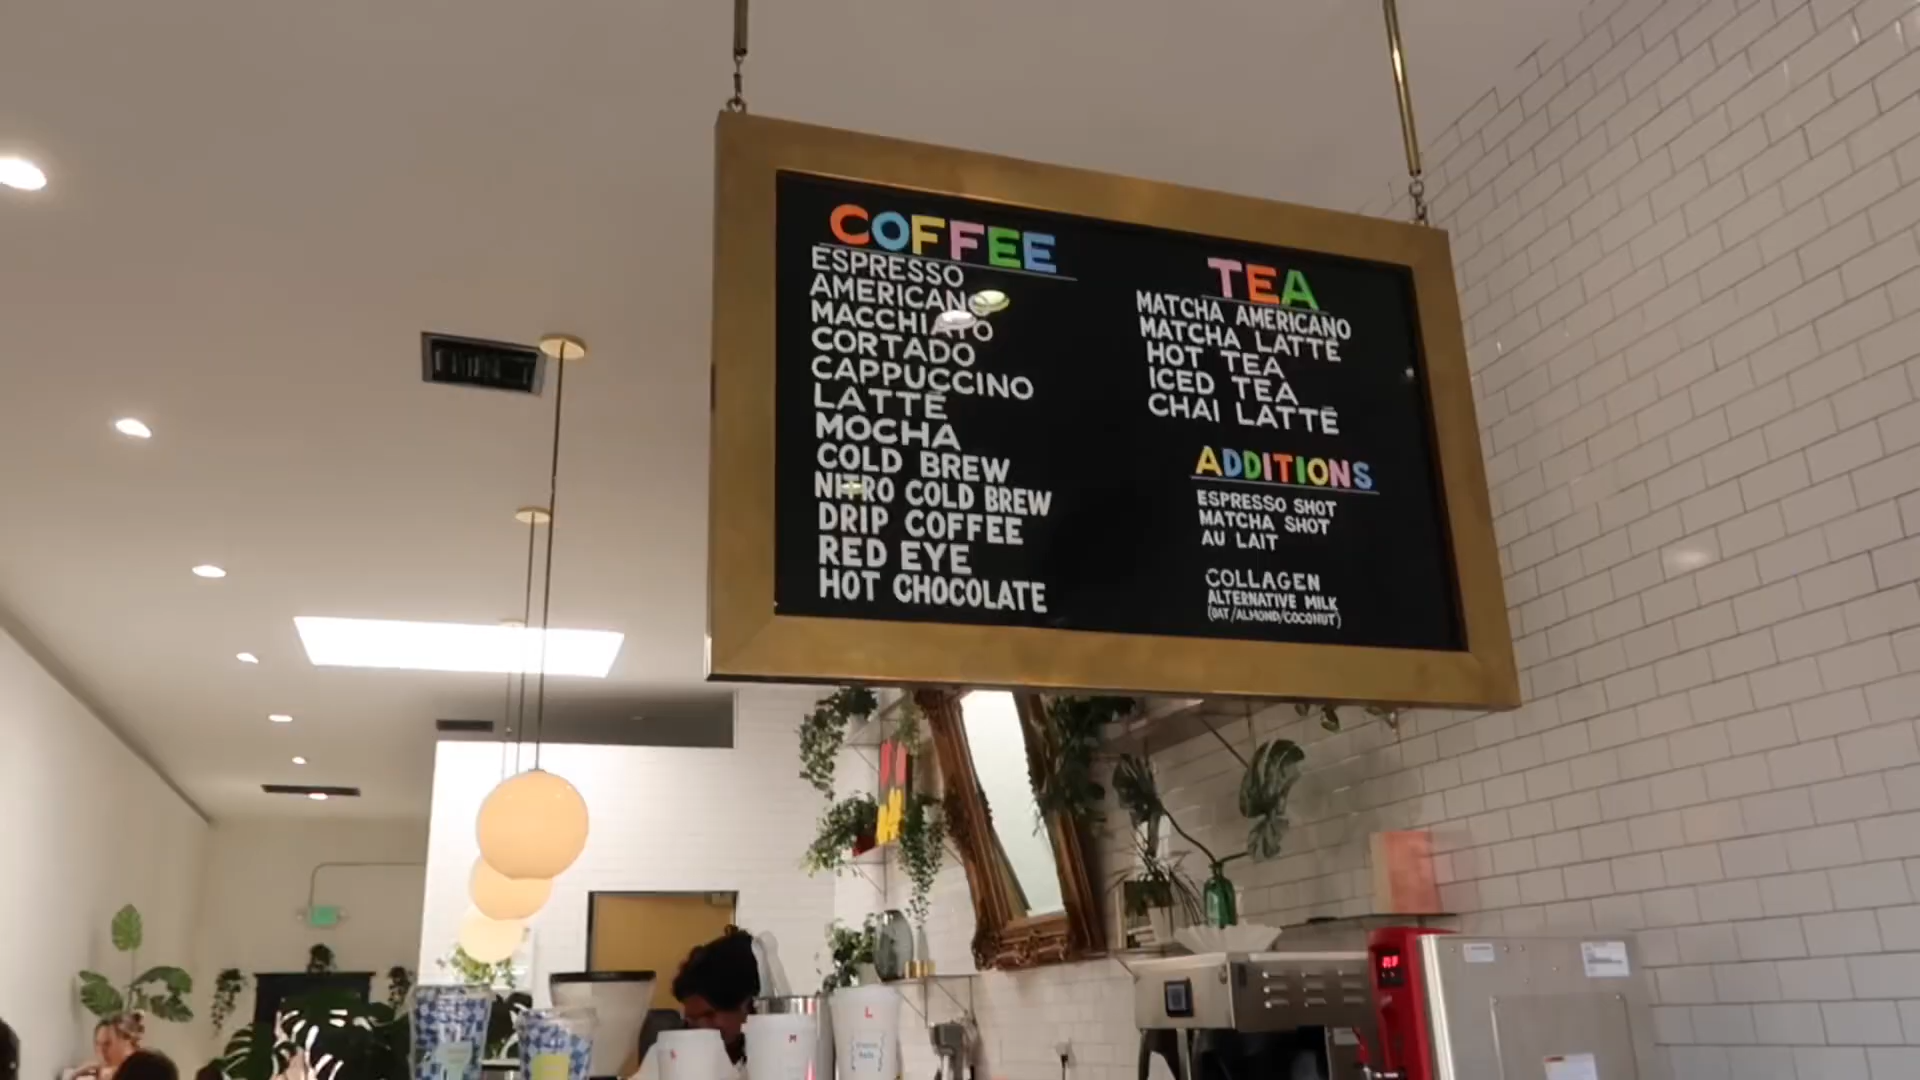 COFFEE
ESPRESSO
AMERICANO
MACCHIATO
CORTADO
CAPPUCCINO
LATTE
MOCHA
COLD BREW
NITRO COLD BREW
DRIP COFFEE
RED EYE
HOT CHOCOLATE
TEA
MATCHA AMERICANO
MATCHA LATTE
HOT TEA
ICED TEA
CHAI LATTE
ADDITIONS
ESPRESSO SHOT
MATCHA SHOT
AU LAIT
COLLAGEN
ALTERNATIVE MILK
(OAT/ALMOND/COCONUT)
M
L